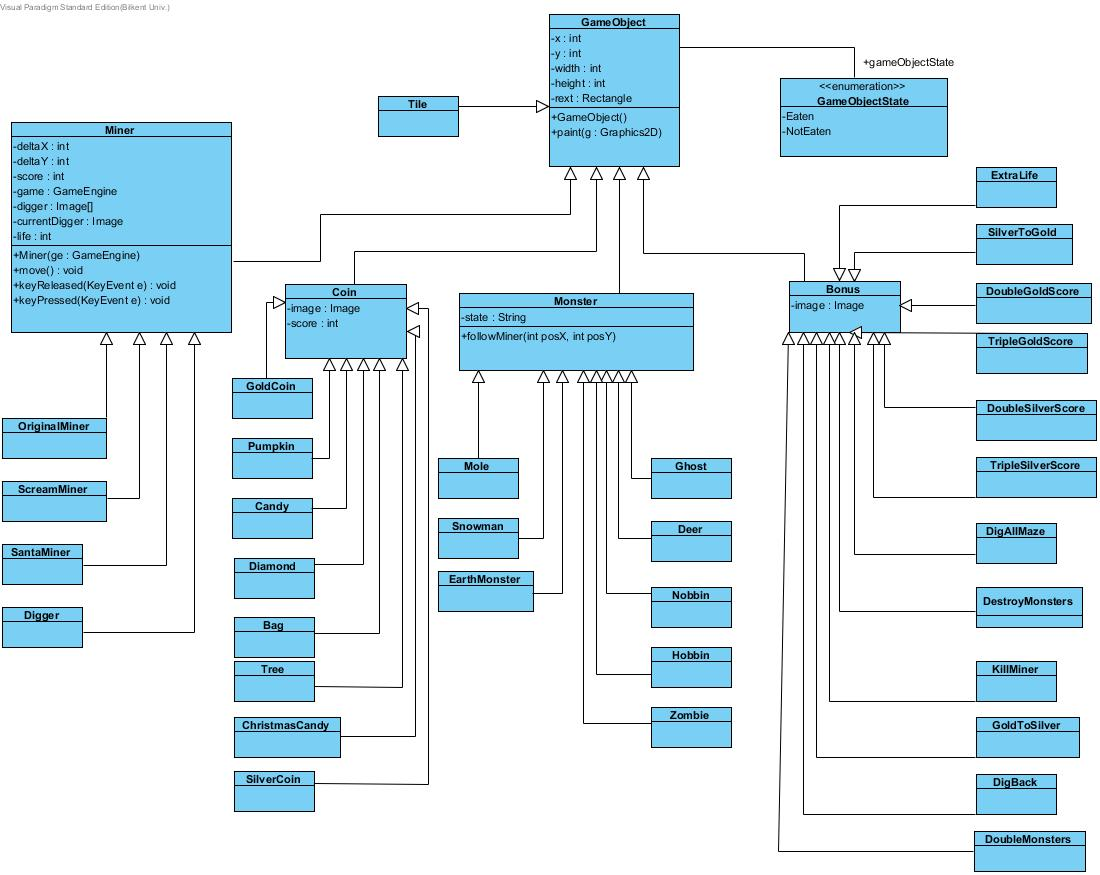 Visual Paradigm Standard Edition(Bilkent Univ.)
GameObject
-x : int
-y : int
-width : int
-height : int
-rext : Rectangle
+GameObject()
+paint(g : Graphics2D)
+gameObjectState
<<enumeration>>
GameObjectState
-Eaten
-NotEaten
Tile
Miner
-deltaX : int
-deltaY : int
-score : int
-game : GameEngine
-digger : Image[]
-currentDigger : Image
-life : int
+Miner(ge : GameEngine)
+move() : void
+keyReleased(KeyEvent e) : void
+keyPressed(KeyEvent e) : void
OriginalMiner
ScreamMiner
SantaMiner
Digger
Coin
-image : Image
-score : int
GoldCoin
Pumpkin
Candy
Diamond
Bag
Tree
ChristmasCandy
SilverCoin
Monster
-state : String
+followMiner(int posX, int posY)
Mole
Snowman
EarthMonster
Ghost
Deer
Nobbin
Hobbin
Zombie
Bonus
-image : Image
ExtraLife
SilverToGold
DoubleGoldScore
TripleGoldScore
DoubleSilverScore
TripleSilverScore
DigAllMaze
DestroyMonsters
KillMiner
GoldToSilver
DigBack
DoubleMonsters